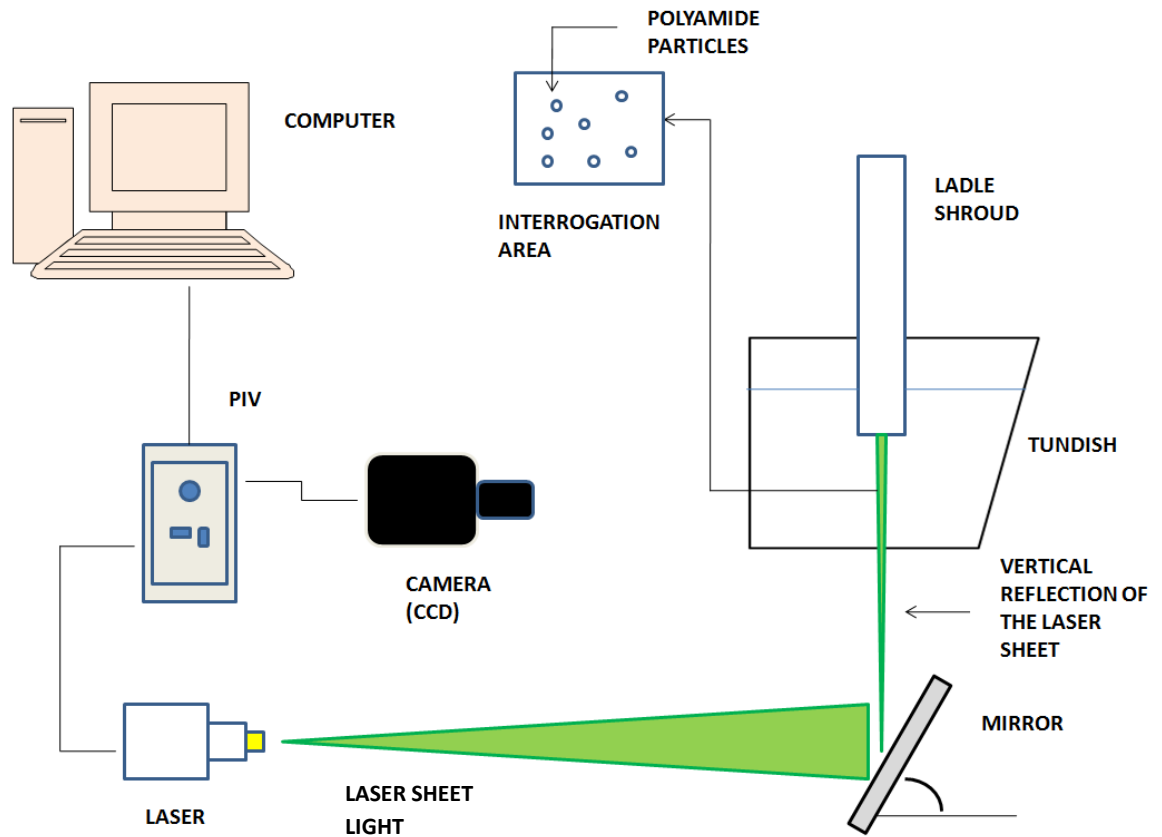 POLYAMIDE
PARTICLES
COMPUTER
LADLE
SHROUD
INTERROGATION
AREA
PIV
TUNDISH
CAMERA
(CCD)
VERTICAL
REFLECTION OF
THE LASER
SHEET
MIRROR
LASER
LASER SHEET
LIGHT